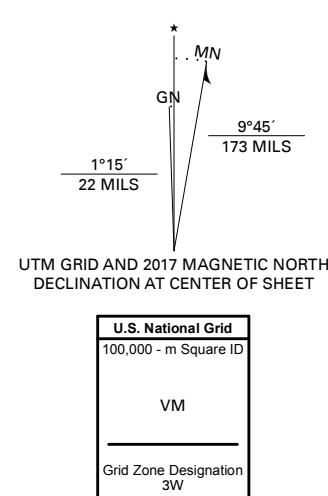 ★
MN
GN
9°45´
173 MILS
1°15´
22 MILS
UTM GRID AND 2017 MAGNETIC NORTH
DECLINATION AT CENTER OF SHEET
U.S. National Grid
100,000 - m Square ID
VM
Grid Zone Designation
3W